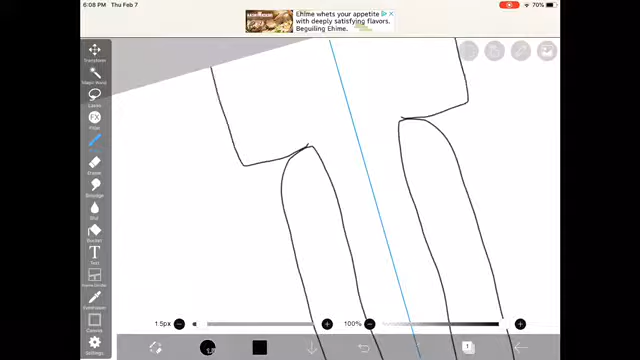 6:08 PM Thu Feb 7
70%
Ehime whets your appetite
with deeply satisfying flavors.
Beguiling Ehime.
Transform
Magic Wand
Lasso
FX
Filter
Eraser
Smudge
Blur
Bucket
T
Text
Frame Divider
Eyedropper
Canvas
Settings
1.5px
100%
1